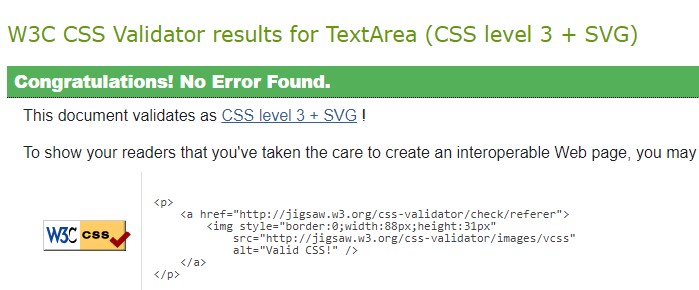 W3C CSS Validator results for TextArea (CSS level 3 + SVG)
Congratulations! No Error Found.
This document validates as CSS level 3 + SVG !
To show your readers that you've taken the care to create an interoperable Web page, you may
<p>
<a href="http://jigsaw.w3.org/css-validator/check/referer">
<img style="border:0;width:88px;height:31px"
src="http://jigsaw.w3.org/css-validator/images/vcss"
alt="Valid CSS!" />
</a>
</p>
W3C css